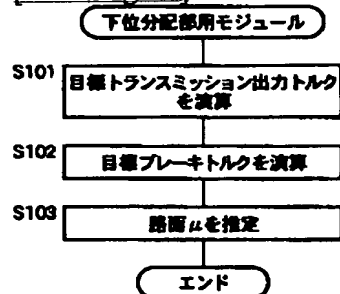 下位分配部用モジュール
S101
目標トランスミッション出力トルク
を演算
S102
目標ブレーキトルクを演算
S103
路面μを推定
エンド